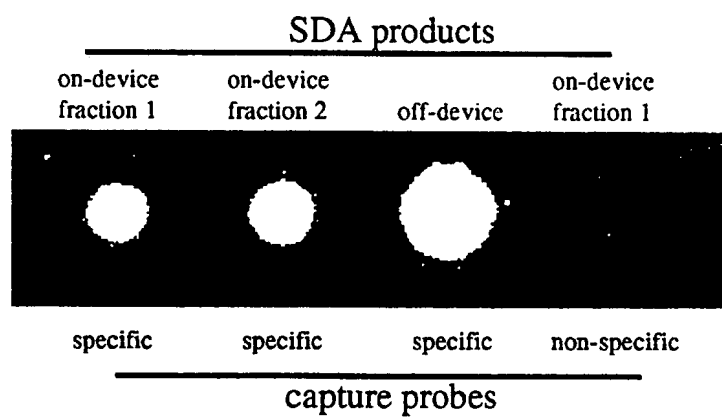 SDA products
on-device on-device on-device
fraction 1 fraction 2 off-device fraction 1
specific specific specific non-specific
capture probes